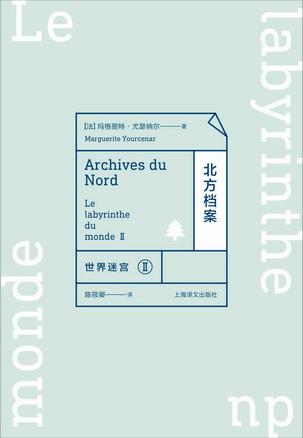 Le
labyrinthe
du
monde
[法] 玛格丽特·尤瑟纳尔——著
Marguerite Yourcenar
Archives du
Nord
北方档案
Le
labyrinthe
du
monde II
世界迷宫 II
陈筱卿——译
上海译文出版社